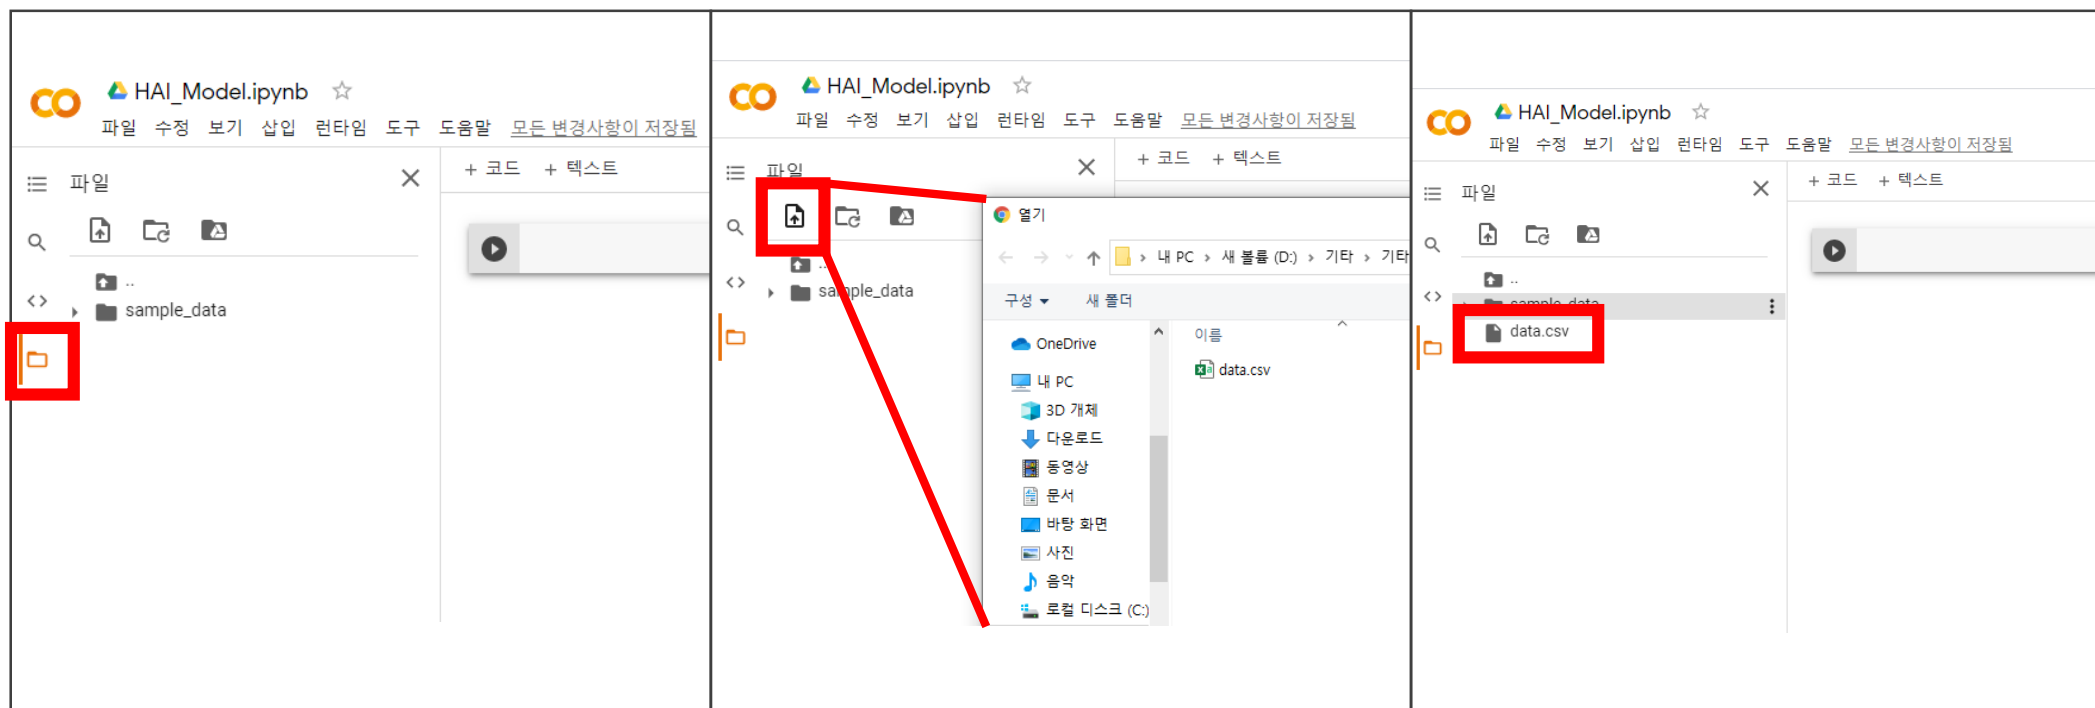 HAI_Model.ipynb
파일 수정 보기 삽입 런타임 도구 도움말 모든 변경사항이 저장됨
파일
+ 코드 + 텍스트
..
sample_data
HAI_Model.ipynb
파일 수정 보기 삽입 런타임 도구 도움말 모든 변경사항이 저장됨
파일
+ 코드 + 텍스트
..
sample_data
열기
내 PC › 새 볼륨 (D:) › 기타 › 기타
구성 새 폴더
이름
OneDrive
data.csv
내 PC
3D 개체
다운로드
동영상
문서
바탕 화면
사진
음악
로컬 디스크 (C:)
HAI_Model.ipynb
파일 수정 보기 삽입 런타임 도구 도움말 모든 변경사항이 저장됨
파일
+ 코드 + 텍스트
..
sample_data
data.csv